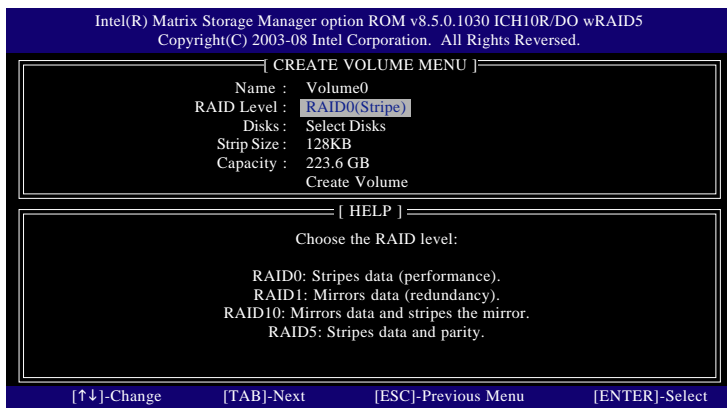 Intel(R) Matrix Storage Manager option ROM v8.5.0.1030 ICH10R/DO wRAID5
Copyright(C) 2003-08 Intel Corporation. All Rights Reversed.
[ CREATE VOLUME MENU ]
Name : Volume0
RAID Level : RAID0(Stripe)
Disks : Select Disks
Strip Size : 128KB
Capacity : 223.6 GB
Create Volume
[ HELP ]
Choose the RAID level:
RAID0: Stripes data (performance).
RAID1: Mirrors data (redundancy).
RAID10: Mirrors data and stripes the mirror.
RAID5: Stripes data and parity.
[↑↓]-Change [TAB]-Next [ESC]-Previous Menu [ENTER]-Select